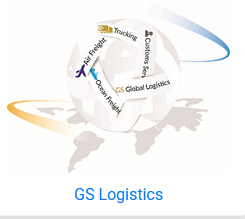 Trucking
Air Freight
Customs Serv
Ocean Freight
GS Global Logistics
GS Logistics